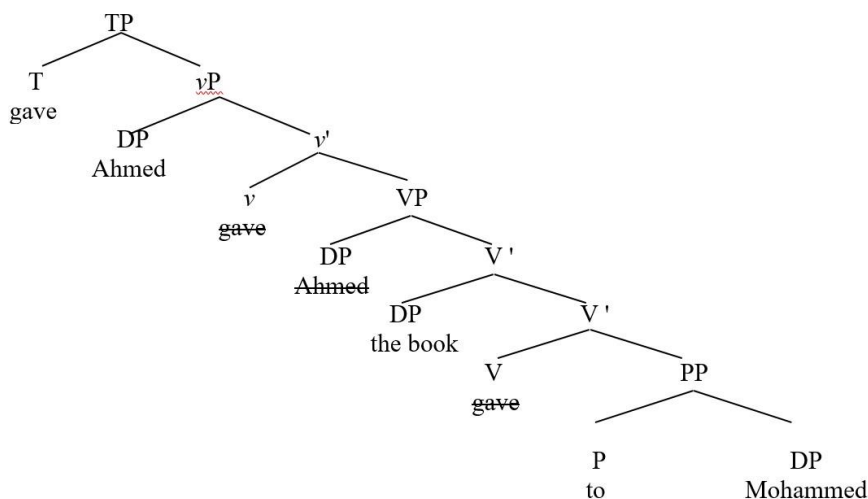 TP
T vP
gave
DP v'
Ahmed
v VP
gave
DP V '
Ahmed
DP V '
the book
V PP
gave
P DP
to Mohammed